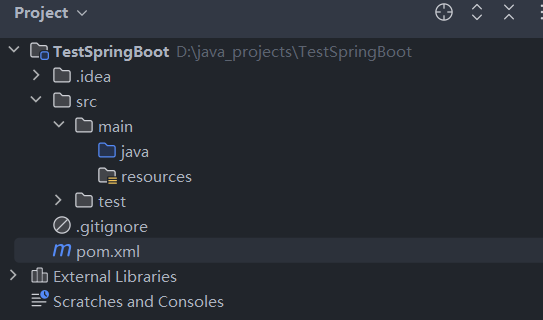 Project
TestSpringBoot D:\java_projects\TestSpringBoot
.idea
src
main
java
resources
test
.gitignore
m pom.xml
External Libraries
Scratches and Consoles